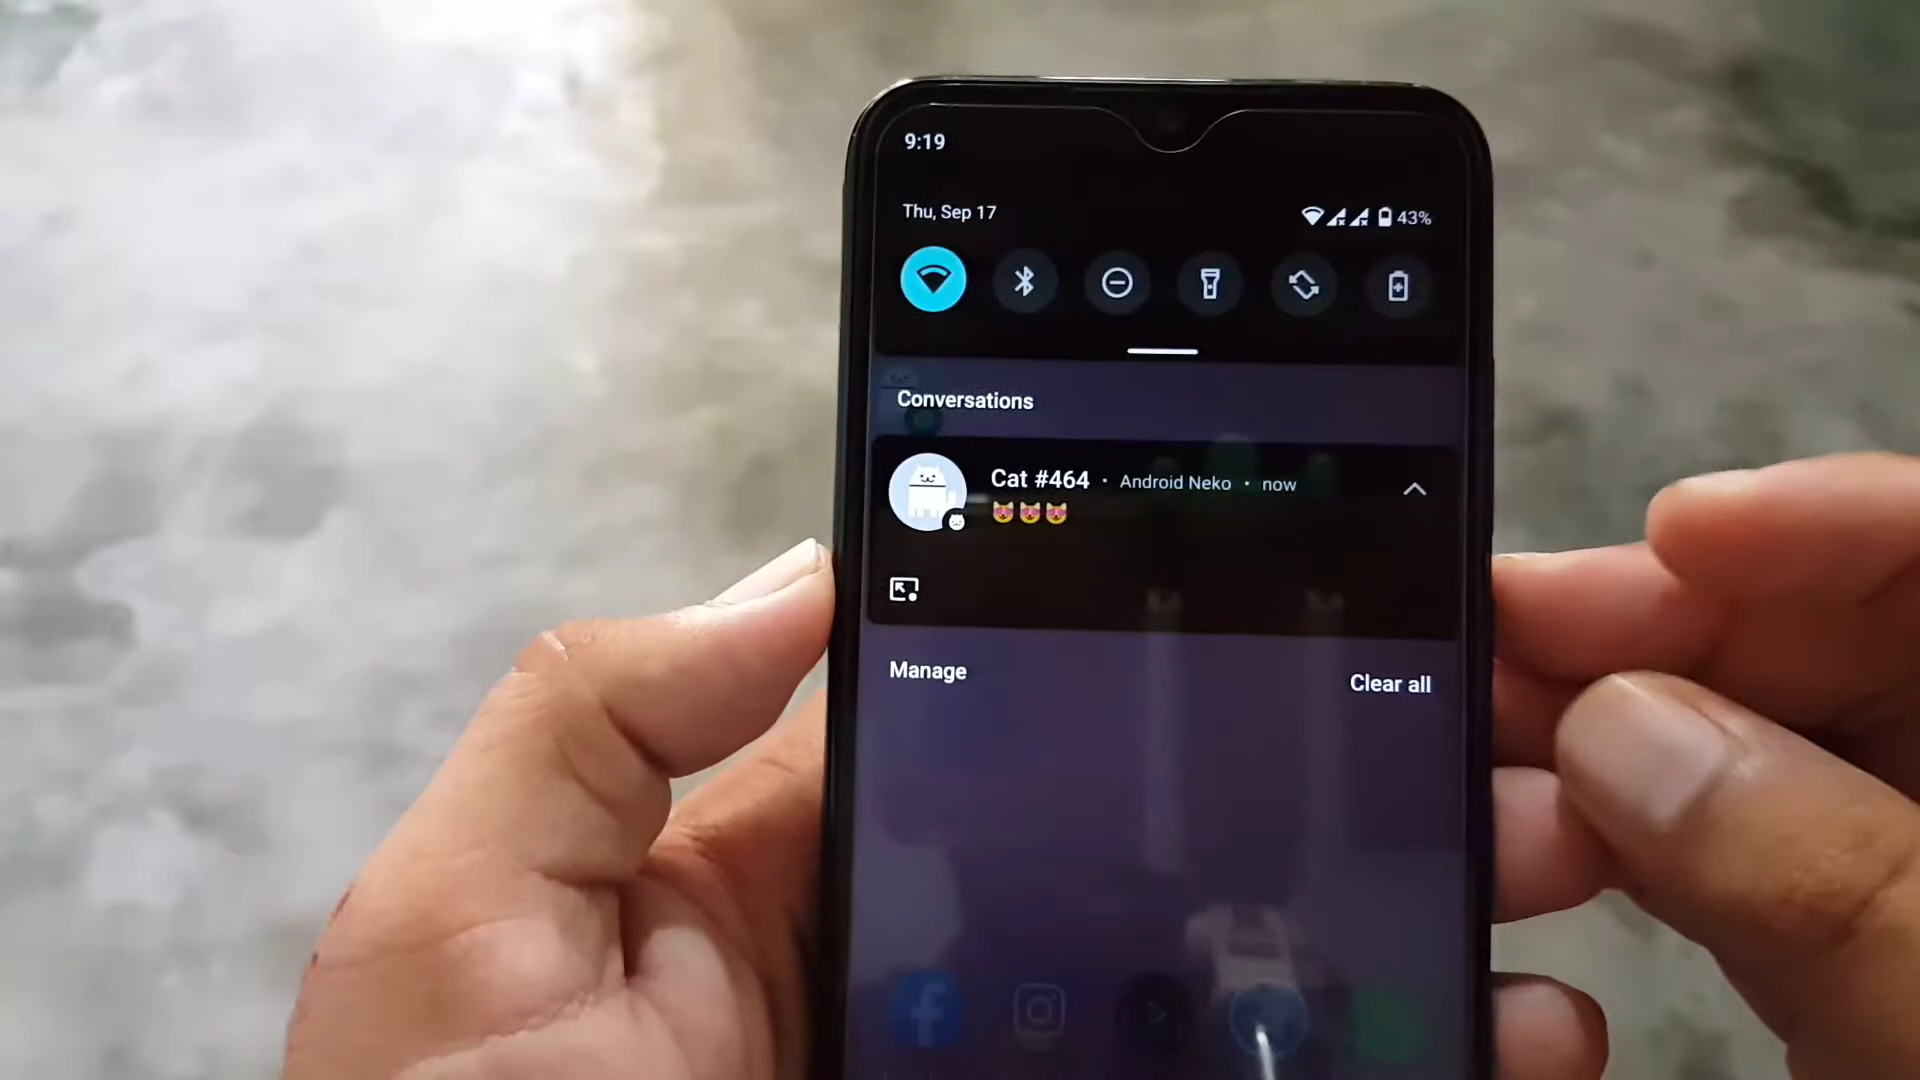 9:19
Thu, Sep 17
43%
Conversations
Cat #464 · Android Neko · now
😻😻😻
Manage
Clear all